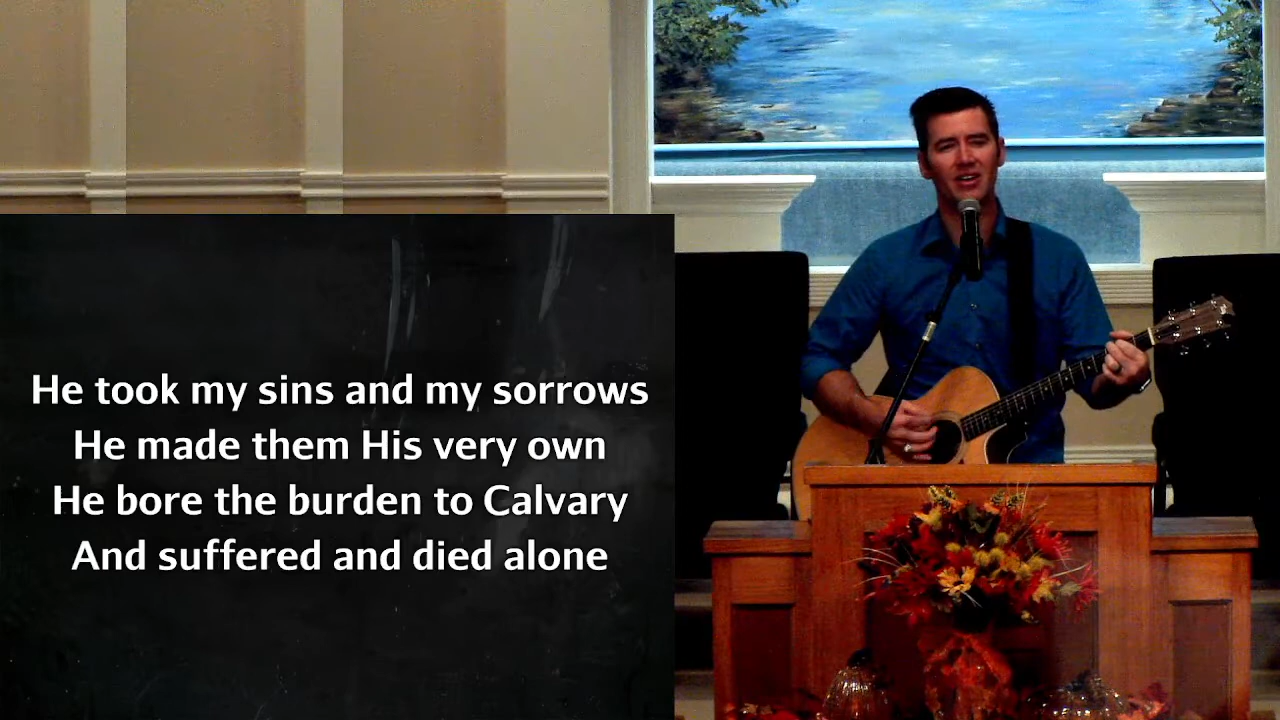 He took my sins and my sorrows
He made them His very own
He bore the burden to Calvary
And suffered and died alone